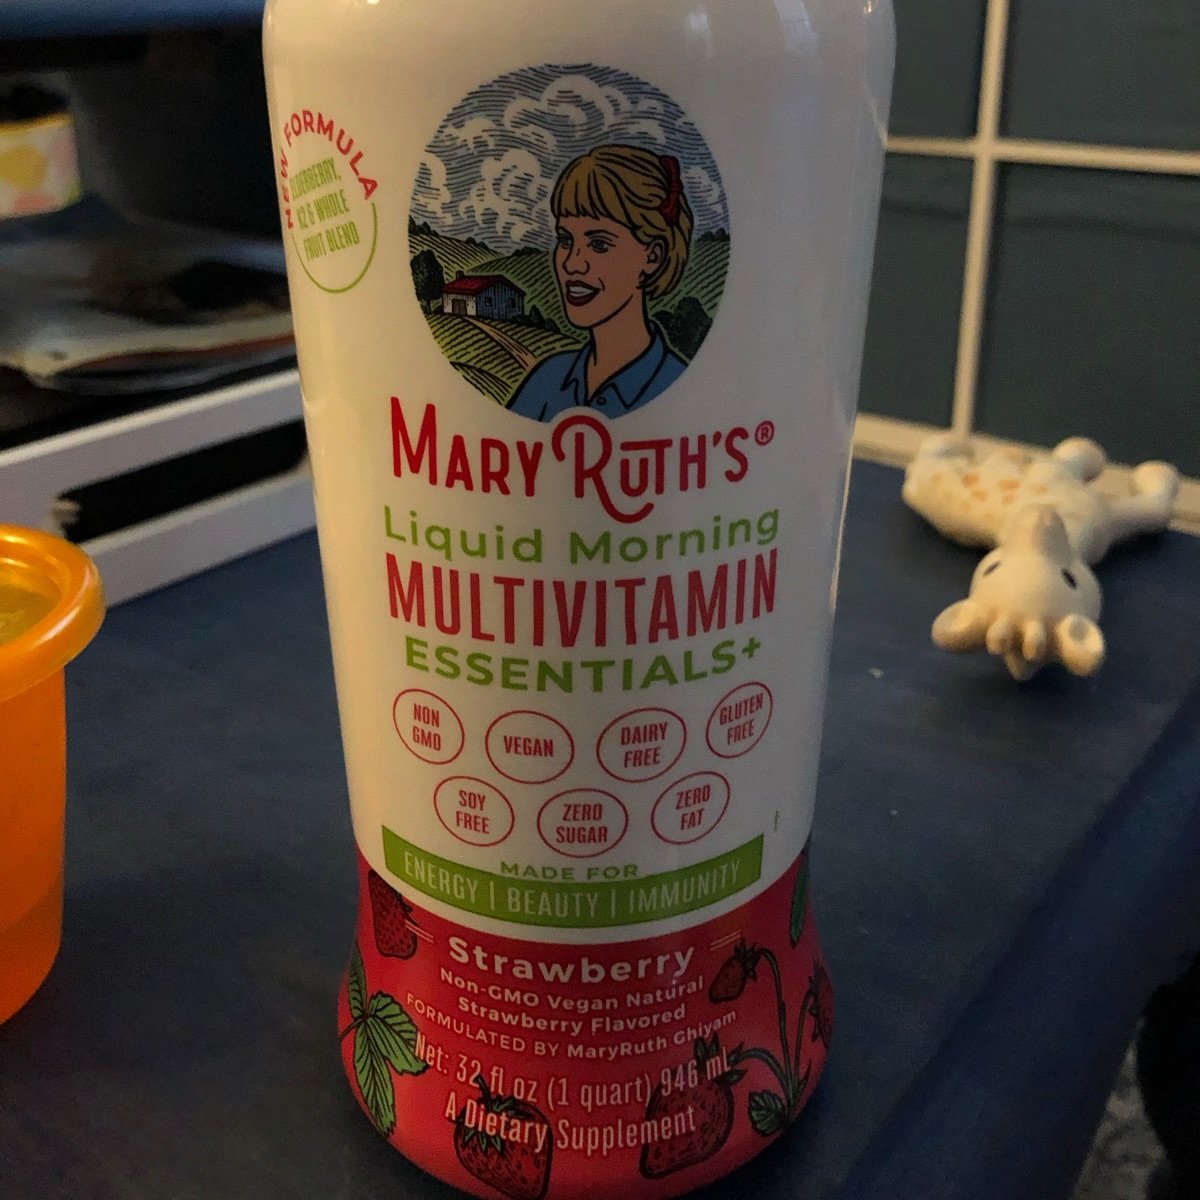 NEW FORMULA
ELDERBERRY,
K2 & WHOLE
FRUIT BLEND
MARY RUTH'S®
Liquid Morning
MULTIVITAMIN
ESSENTIALS+
NON
GMO
VEGAN
DAIRY
FREE
GLUTEN
FREE
SOY
FREE
ZERO
SUGAR
ZERO
FAT
MADE FOR
ENERGY | BEAUTY | IMMUNITY
Strawberry
Non-GMO Vegan Natural
Strawberry Flavored
FORMULATED BY MaryRuth Ghiyam
Net: 32 fl oz (1 quart) 946 mL
A Dietary Supplement